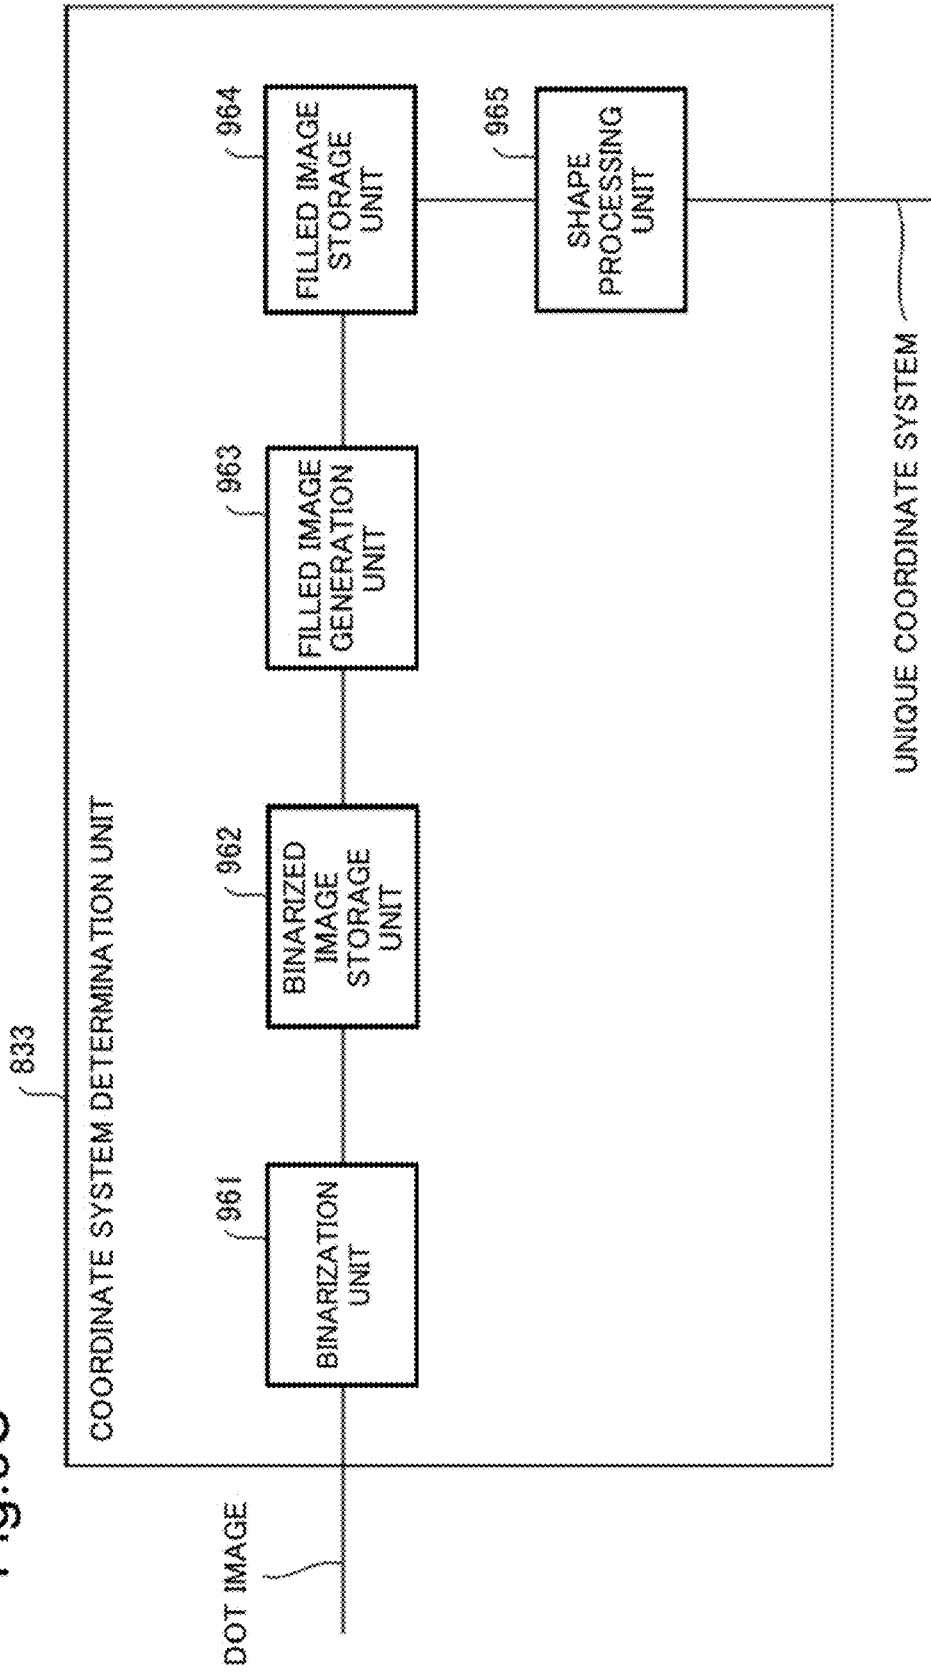 833
COORDINATE SYSTEM DETERMINATION UNIT
DOT IMAGE
961
BINARIZATION
UNIT
962
BINARIZED
IMAGE
STORAGE
UNIT
963
FILLED IMAGE
GENERATION
UNIT
964
FILLED IMAGE
STORAGE
UNIT
965
SHAPE
PROCESSING
UNIT
UNIQUE COORDINATE SYSTEM